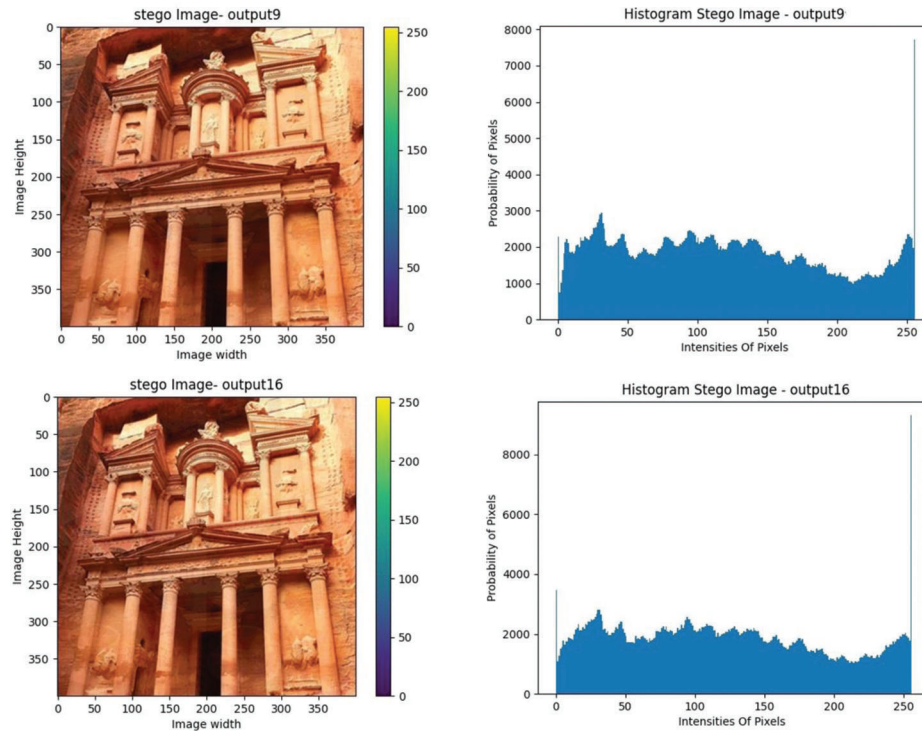 stego Image- output9
0
50
100
150
200
250
300
350
Image Height
0 50 100 150 200 250 300 350
Image width
250
200
150
100
50
0
Histogram Stego Image - output9
8000
7000
6000
5000
4000
3000
2000
1000
0
Probability of Pixels
0 50 100 150 200 250
Intensities Of Pixels
stego Image- output16
0
50
100
150
200
250
300
350
Image Height
0 50 100 150 200 250 300 350
Image width
250
200
150
100
50
0
Histogram Stego Image - output16
8000
6000
4000
2000
0
Probability of Pixels
0 50 100 150 200 250
Intensities Of Pixels